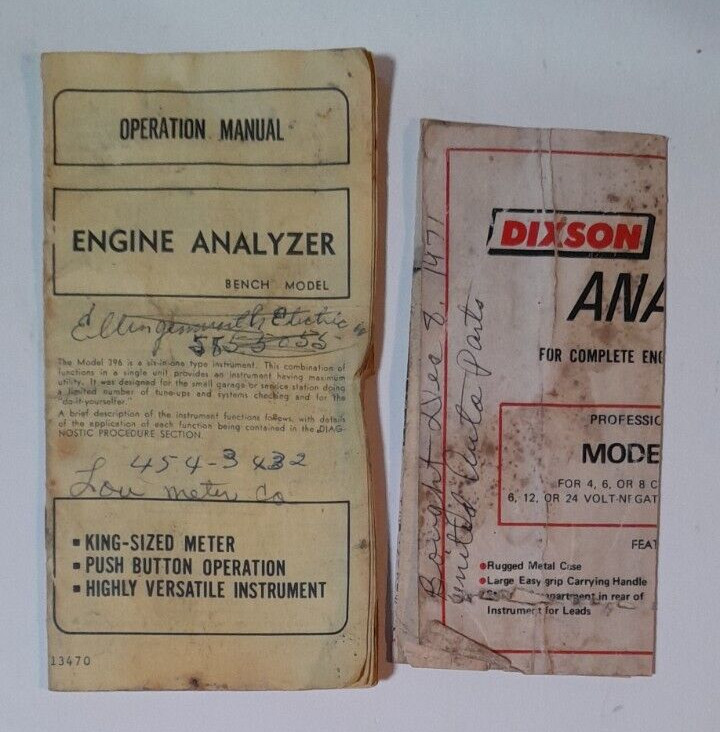 OPERATION MANUAL
ENGINE ANALYZER
BENCH MODEL
Electric
The Model 396 is a six-in-one type instrument. This combination of
functions in a single unit provides an instrument having maximum
utility. It was designed for the small garage or service station doing
a limited number of tune-ups and systems checking and for the
"do-it-yourselfer."
A brief description of the instrument functions follows, with details
of the application of each function being contained in the DIAG-
NOSTIC PROCEDURE SECTION.
454-3432
meter Co
▪ KING-SIZED METER
▪ PUSH BUTTON OPERATION
▪ HIGHLY VERSATILE INSTRUMENT
13470
Bought Dec 8, 1971
United Auto Parts
DIXSON
ANA
FOR COMPLETE ENG
PROFESSIO
MODE
FOR 4, 6, OR 8 C
6, 12, OR 24 VOLT-NEGAT
FEAT
●Rugged Metal Case
●Large Easy grip Carrying Handle
in rear of
Instrument for Leads